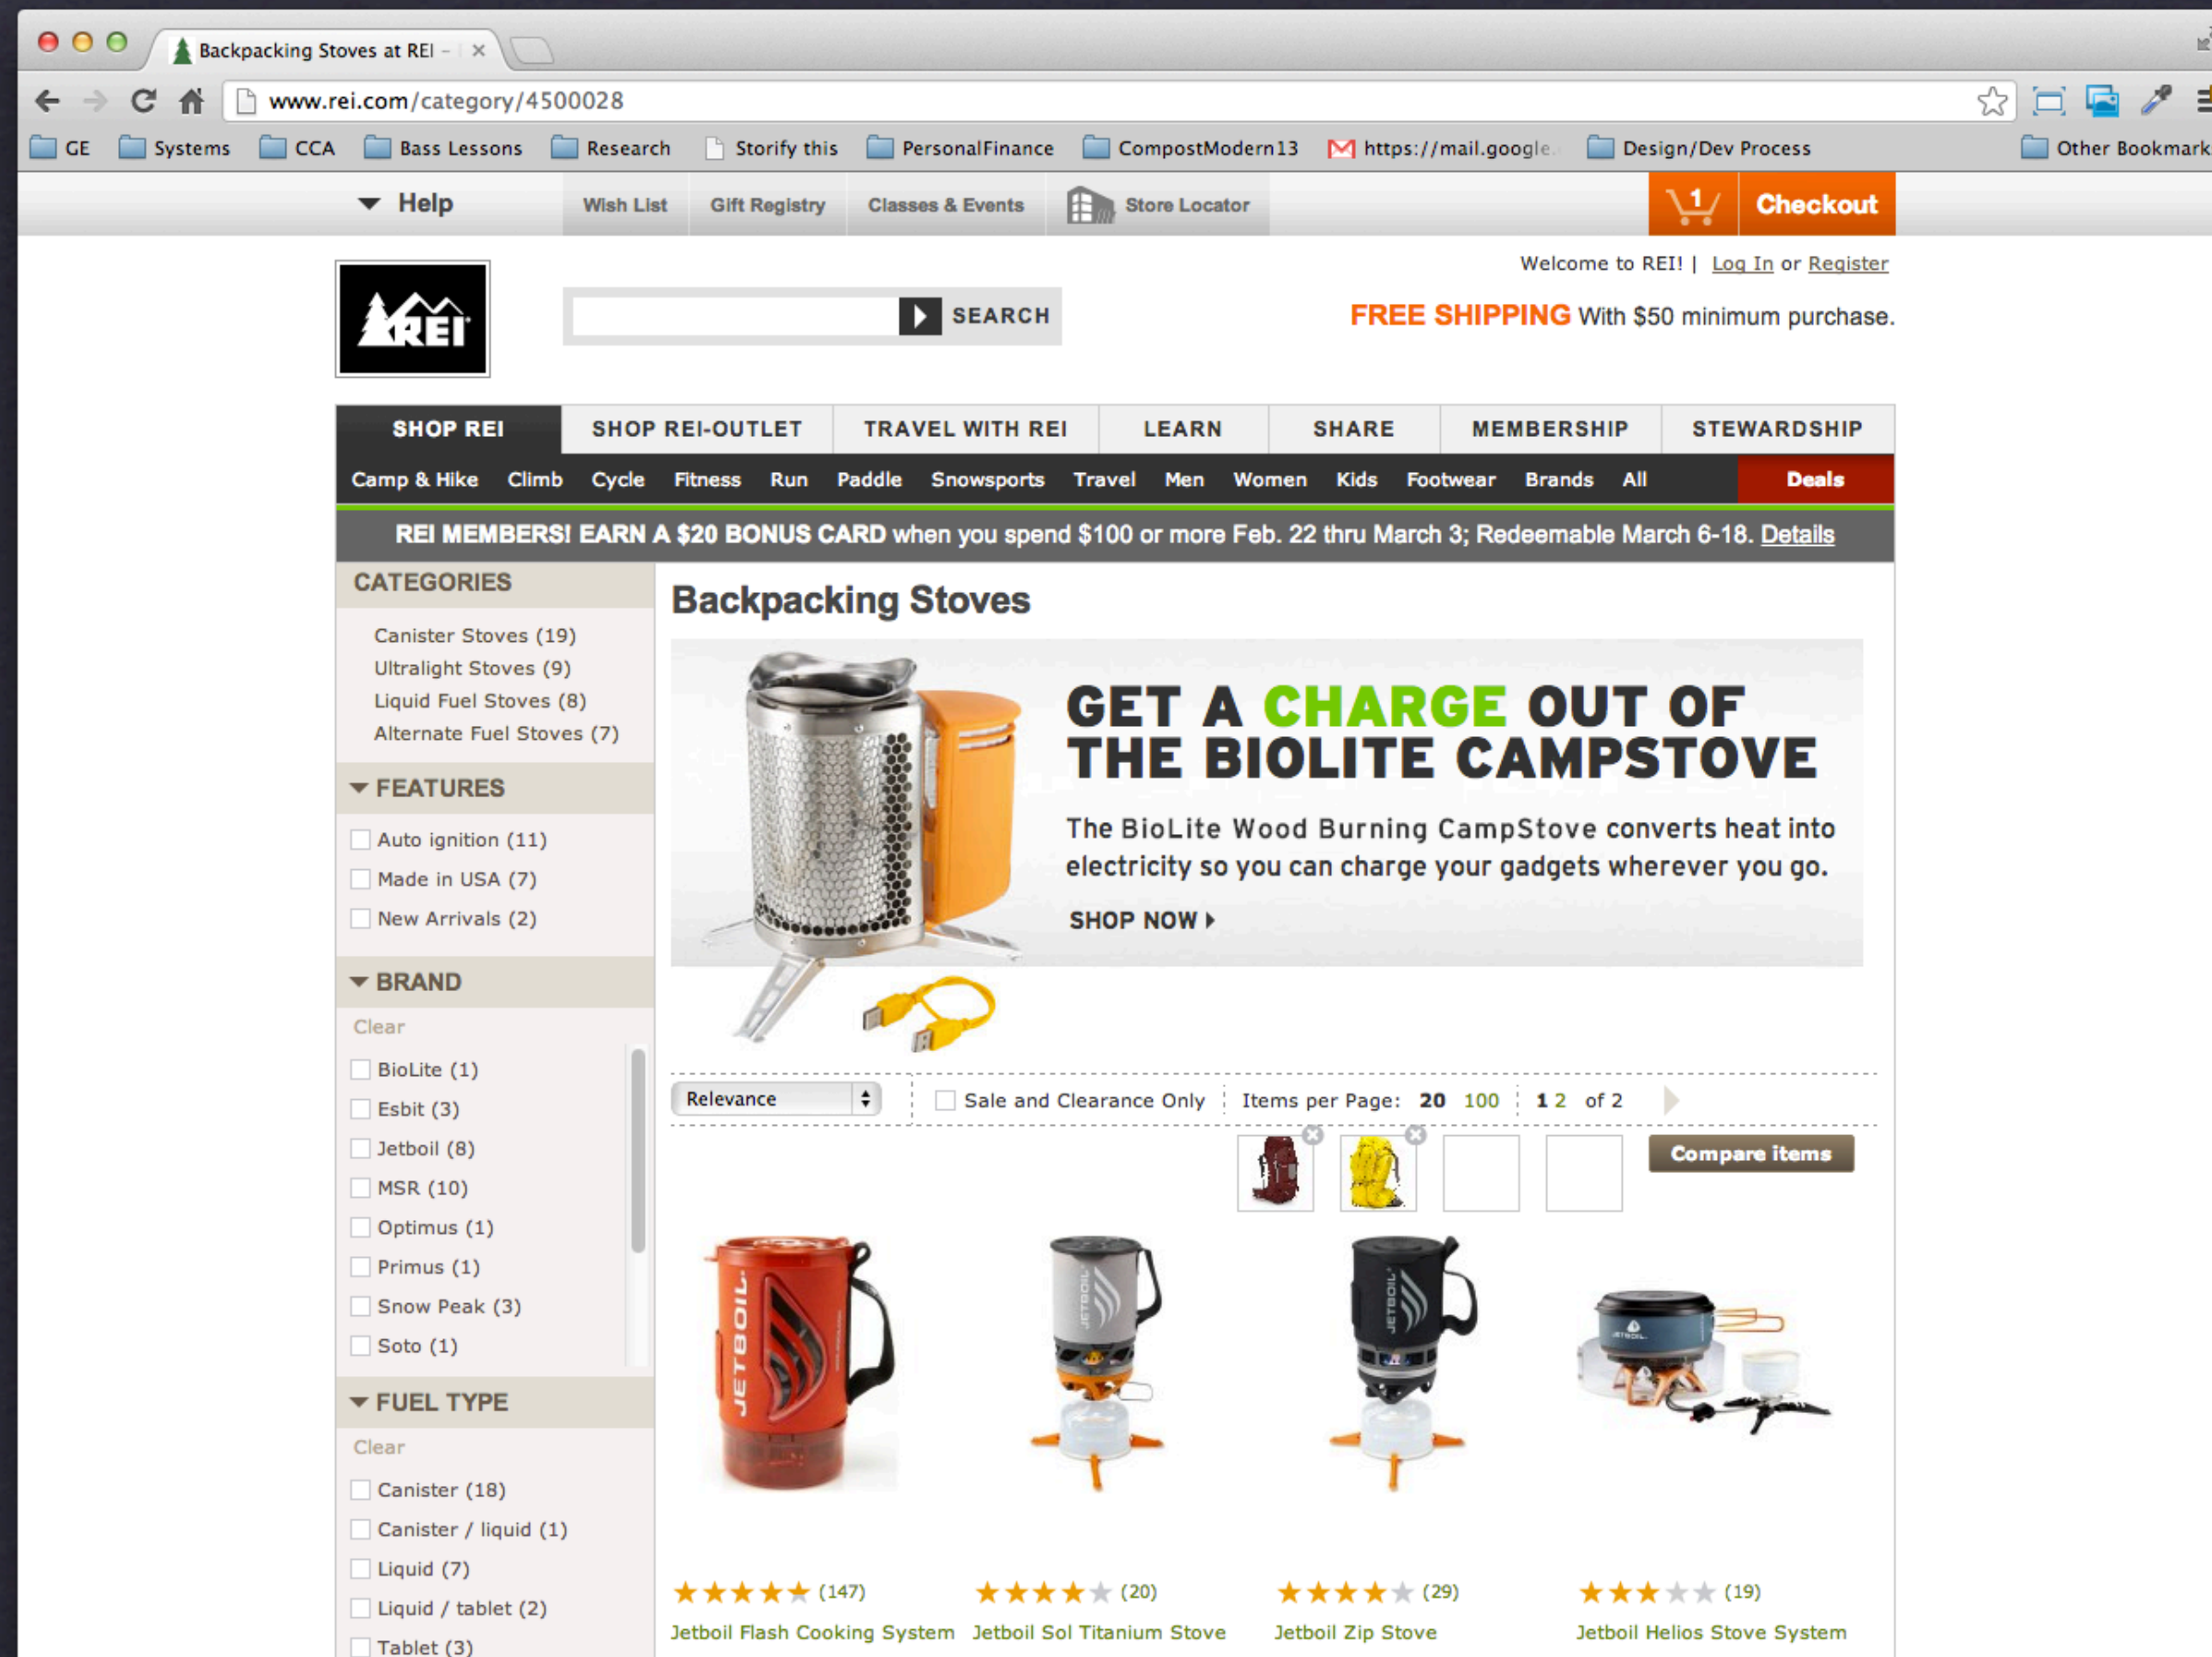 Backpacking Stoves at REI –
www.rei.com/category/4500028
GE Systems CCA Bass Lessons Research Storify this PersonalFinance CompostModern13 https://mail.google. Design/Dev Process Other Bookmark
Help Wish List Gift Registry Classes & Events Store Locator 1 Checkout
Welcome to REI! | Log In or Register
REI
SEARCH
FREE SHIPPING With $50 minimum purchase.
SHOP REI SHOP REI-OUTLET TRAVEL WITH REI LEARN SHARE MEMBERSHIP STEWARDSHIP
Camp & Hike Climb Cycle Fitness Run Paddle Snowsports Travel Men Women Kids Footwear Brands All Deals
REI MEMBERS! EARN A $20 BONUS CARD when you spend $100 or more Feb. 22 thru March 3; Redeemable March 6-18. Details
CATEGORIES
Canister Stoves (19)
Ultralight Stoves (9)
Liquid Fuel Stoves (8)
Alternate Fuel Stoves (7)
FEATURES
Auto ignition (11)
Made in USA (7)
New Arrivals (2)
BRAND
Clear
BioLite (1)
Esbit (3)
Jetboil (8)
MSR (10)
Optimus (1)
Primus (1)
Snow Peak (3)
Soto (1)
FUEL TYPE
Clear
Canister (18)
Canister / liquid (1)
Liquid (7)
Liquid / tablet (2)
Tablet (3)
Backpacking Stoves
GET A CHARGE OUT OF
THE BIOLITE CAMPSTOVE
The BioLite Wood Burning CampStove converts heat into
electricity so you can charge your gadgets wherever you go.
SHOP NOW
Relevance Sale and Clearance Only Items per Page: 20 100 1 2 of 2
Compare items
JETBOIL
JETBOIL
JETBOIL
JETBOIL
(147) (20) (29) (19)
Jetboil Flash Cooking System Jetboil Sol Titanium Stove Jetboil Zip Stove Jetboil Helios Stove System